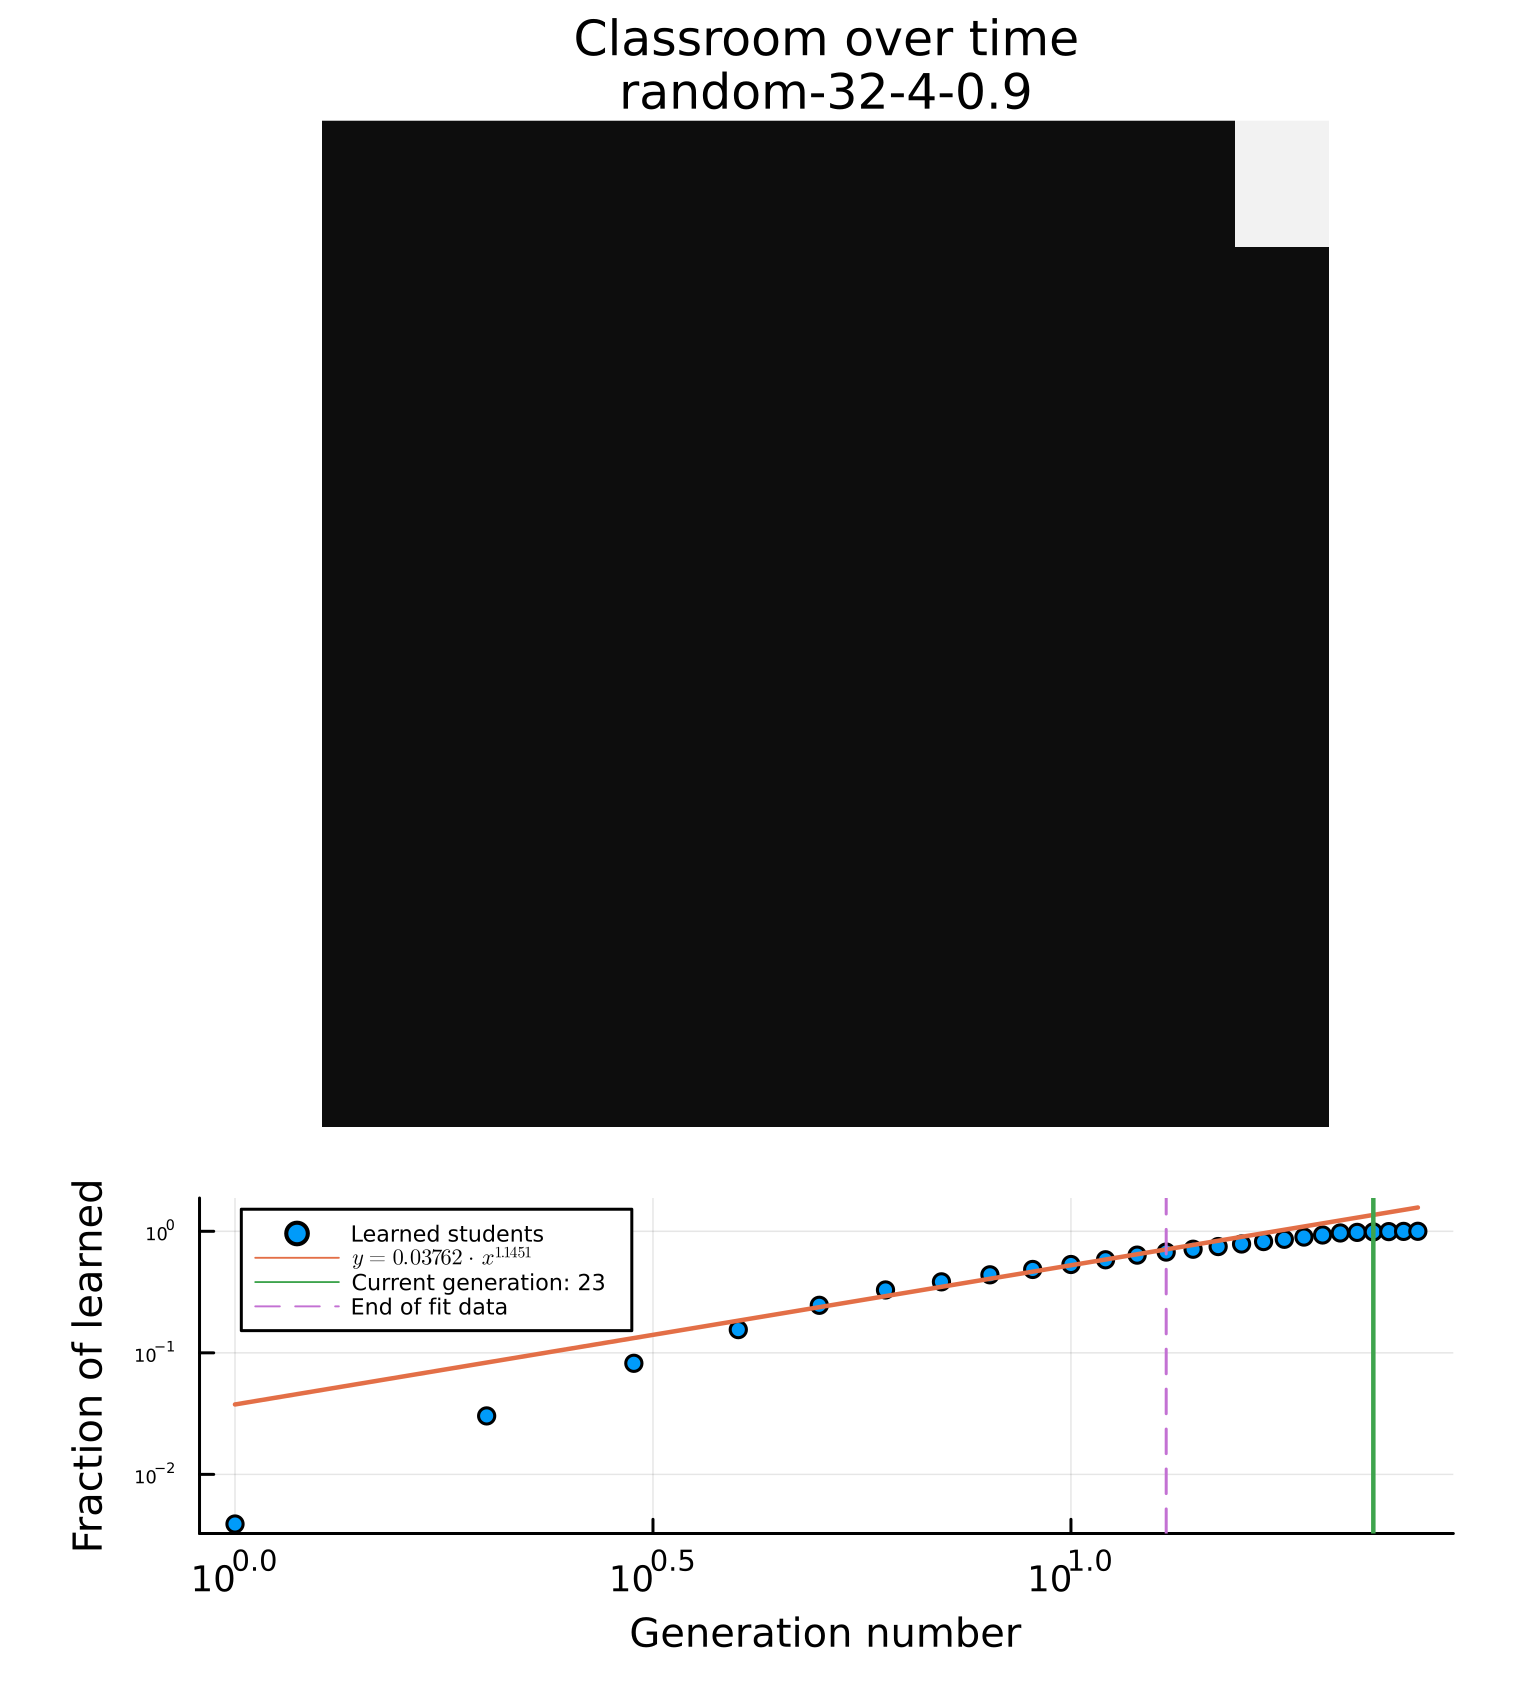 Classroom over time
random-32-4-0.9
Fraction of learned
10^0
10^-1
10^-2
Learned students
y = 0.03762 · x^1.1451
Current generation: 23
End of fit data
10^0.0 10^0.5 10^1.0
Generation number